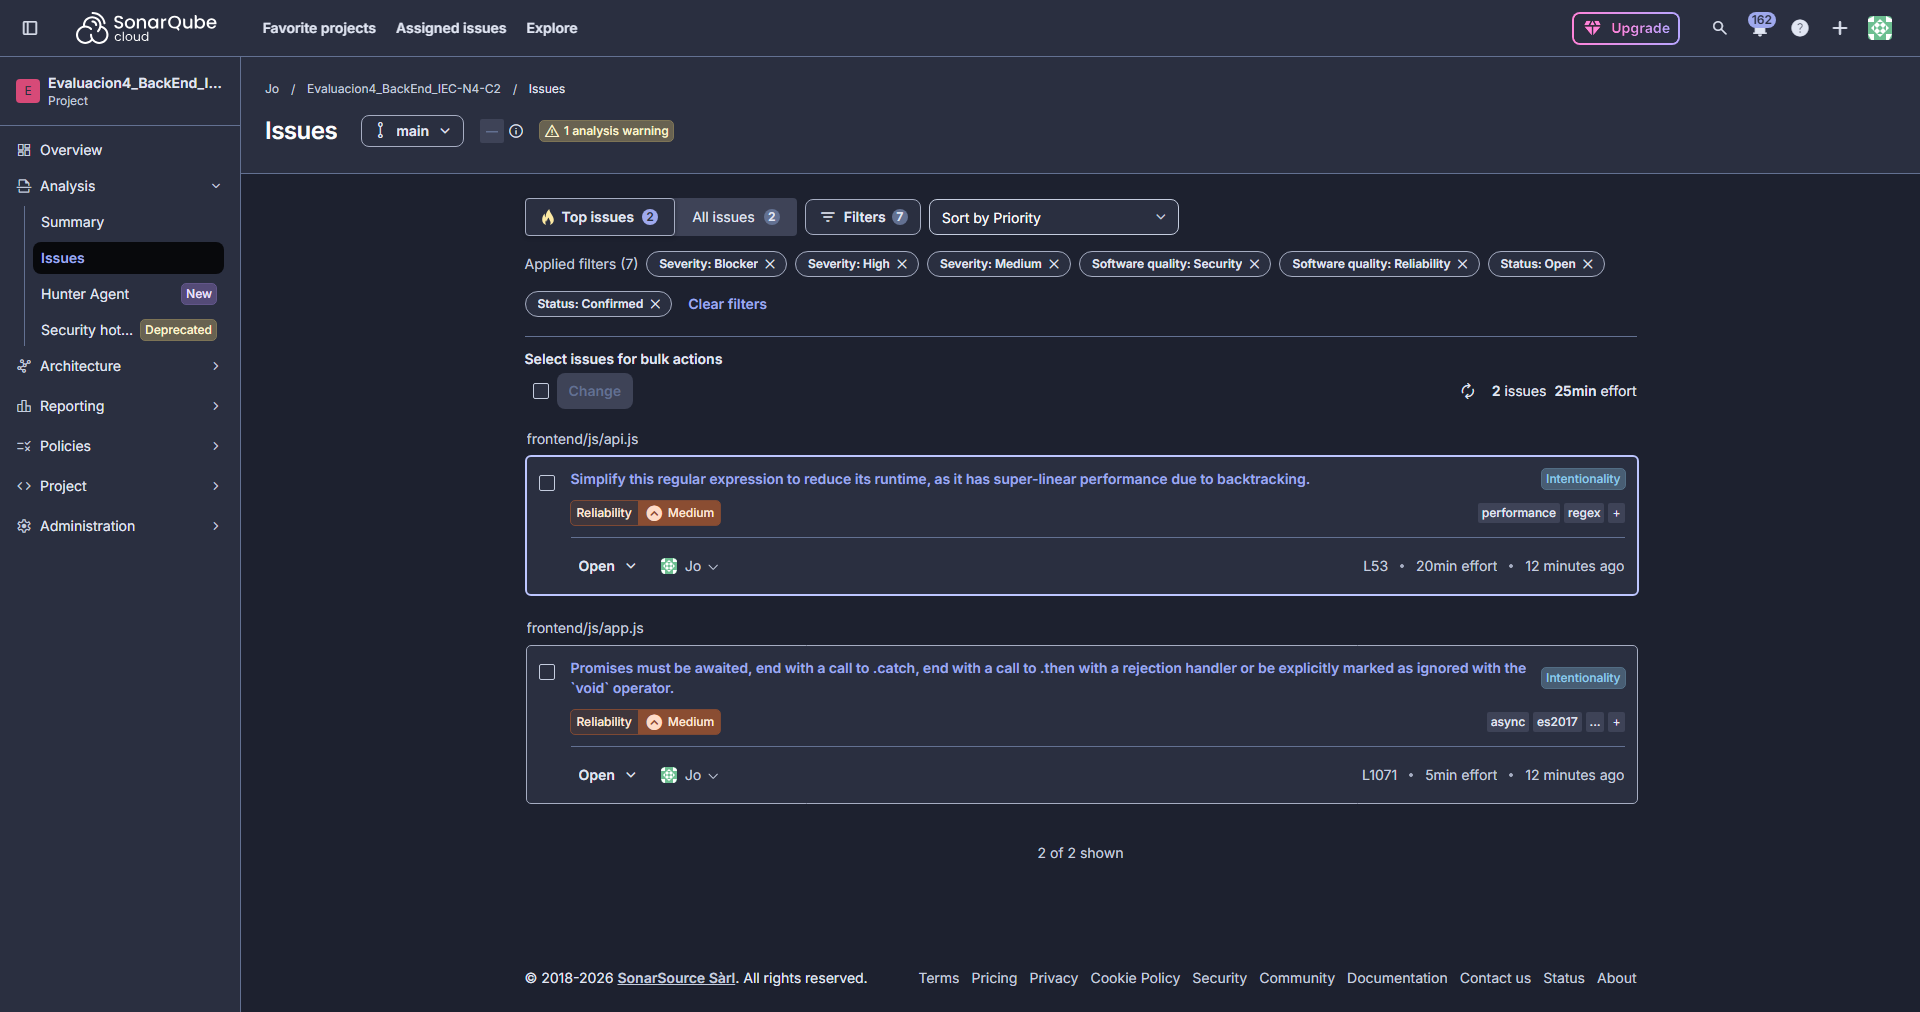 SonarQube cloud
Favorite projects
Assigned issues
Explore
Upgrade
162
?
E
Evaluacion4_BackEnd_I...
Project
Overview
Analysis
Summary
Issues
Hunter Agent New
Security hot... Deprecated
Architecture
Reporting
Policies
Project
Administration
Jo / Evaluacion4_BackEnd_IEC-N4-C2 / Issues
Issues
main
—
1 analysis warning
Top issues 2
All issues 2
Filters 7
Sort by Priority
Applied filters (7)
Severity: Blocker
Severity: High
Severity: Medium
Software quality: Security
Software quality: Reliability
Status: Open
Status: Confirmed
Clear filters
Select issues for bulk actions
Change
2 issues 25min effort
frontend/js/api.js
Simplify this regular expression to reduce its runtime, as it has super-linear performance due to backtracking.
Intentionality
Reliability Medium
performance regex +
Open
Jo
L53 • 20min effort • 12 minutes ago
frontend/js/app.js
Promises must be awaited, end with a call to .catch, end with a call to .then with a rejection handler or be explicitly marked as ignored with the
`void` operator.
Intentionality
Reliability Medium
async es2017 ... +
Open
Jo
L1071 • 5min effort • 12 minutes ago
2 of 2 shown
© 2018-2026 SonarSource Sàrl. All rights reserved.
Terms Pricing Privacy Cookie Policy Security Community Documentation Contact us Status About